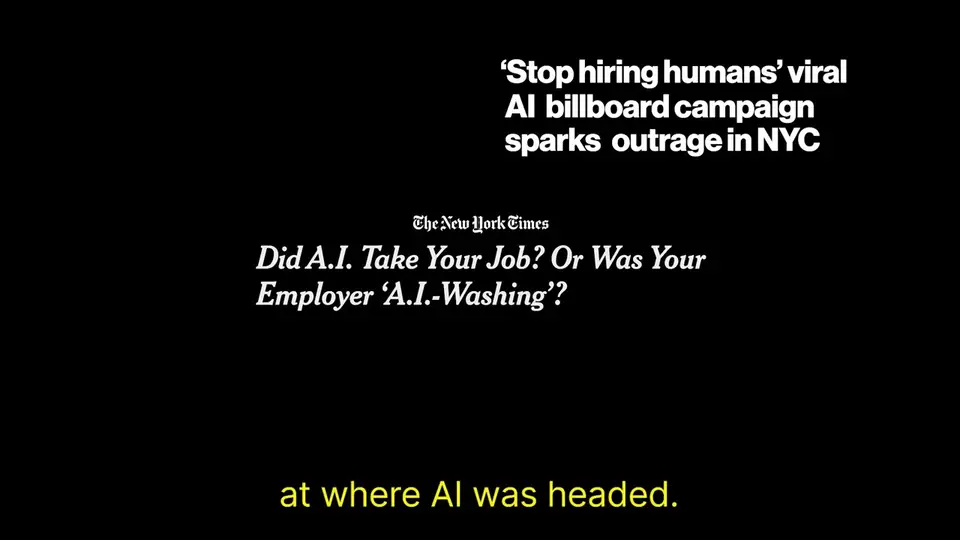 ‘Stop hiring humans’ viral
AI billboard campaign
sparks outrage in NYC
The New York Times
Did A.I. Take Your Job? Or Was Your
Employer ‘A.I.-Washing’?
at where AI was headed.